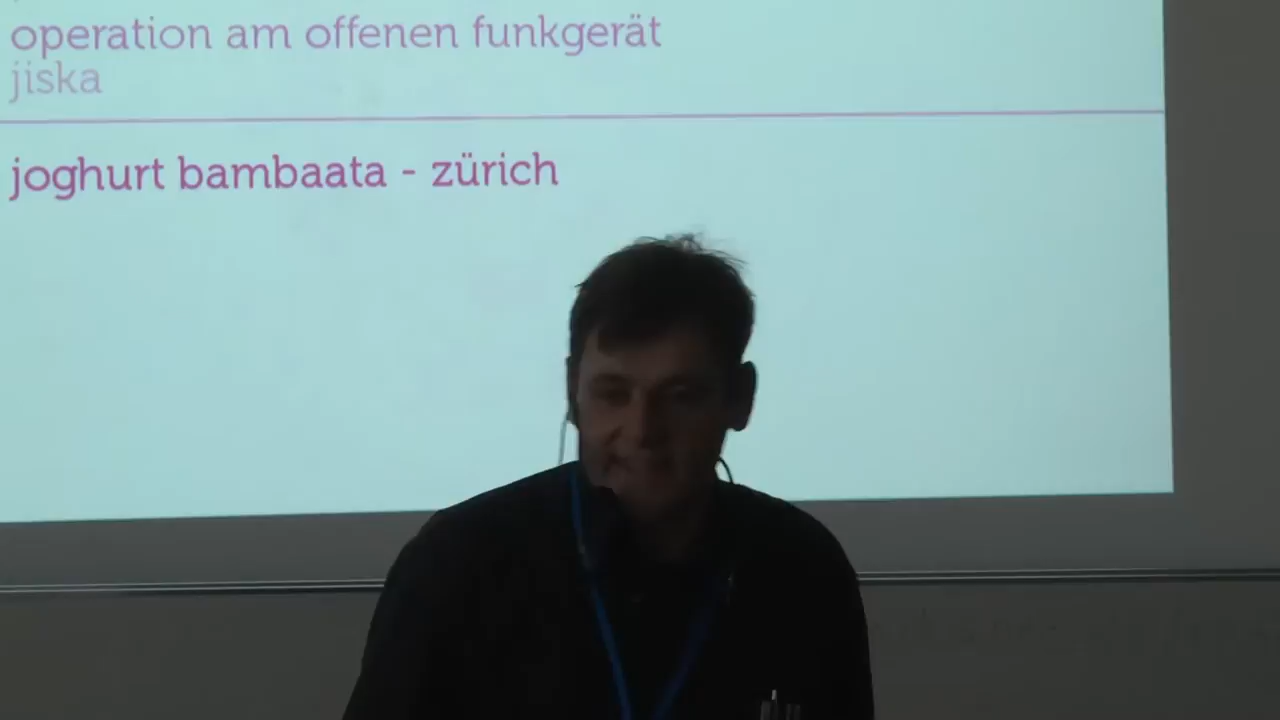 operation am offenen funkgerät
jiska
joghurt bambaata - zürich